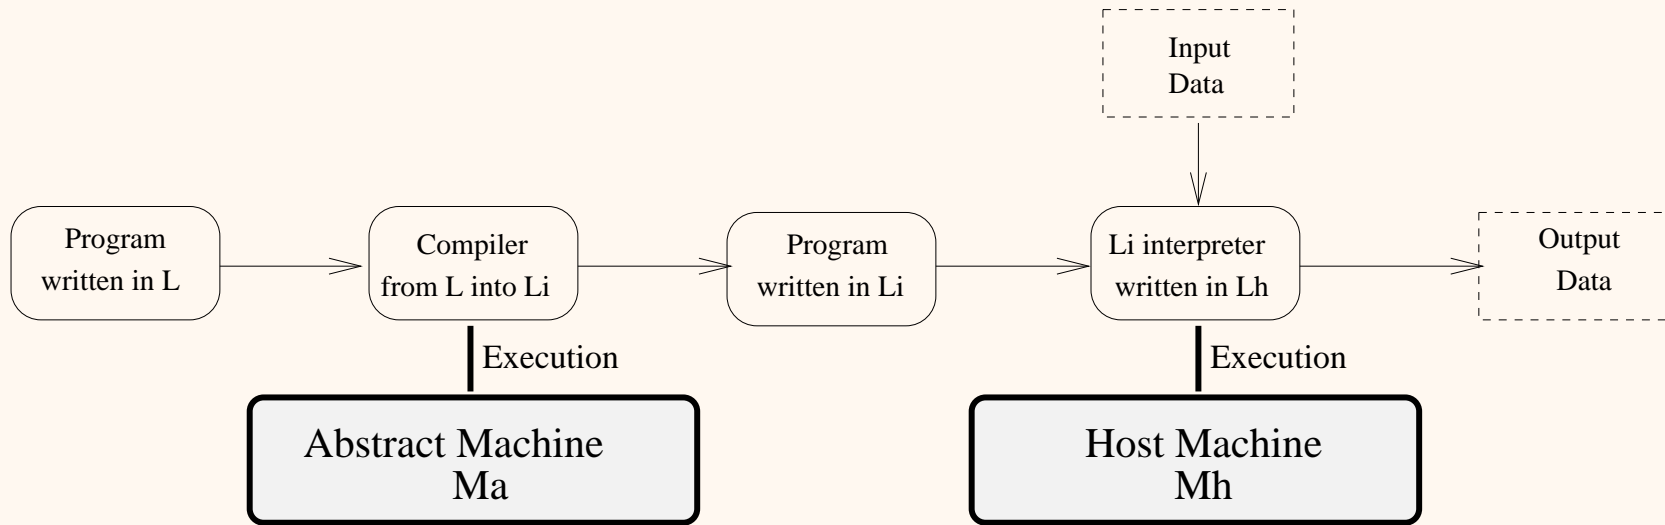 Input
Data
Program
written in L
Compiler
from L into Li
Program
written in Li
Li interpreter
written in Lh
Output
Data
Execution
Execution
Abstract Machine
Ma
Host Machine
Mh